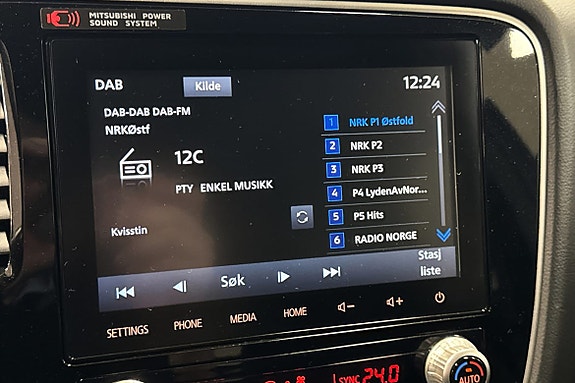 MITSUBISHI POWER
SOUND SYSTEM
DAB
Kilde
12:24
DAB-DAB DAB-FM
NRKØstf
12C
PTY ENKEL MUSIKK
Kvisstin
1 NRK P1 Østfold
2 NRK P2
3 NRK P3
4 P4 LydenAvNor...
5 P5 Hits
6 RADIO NORGE
Søk
Stasj
liste
SETTINGS
PHONE
MEDIA
HOME
SYNC 24.0
AUTO